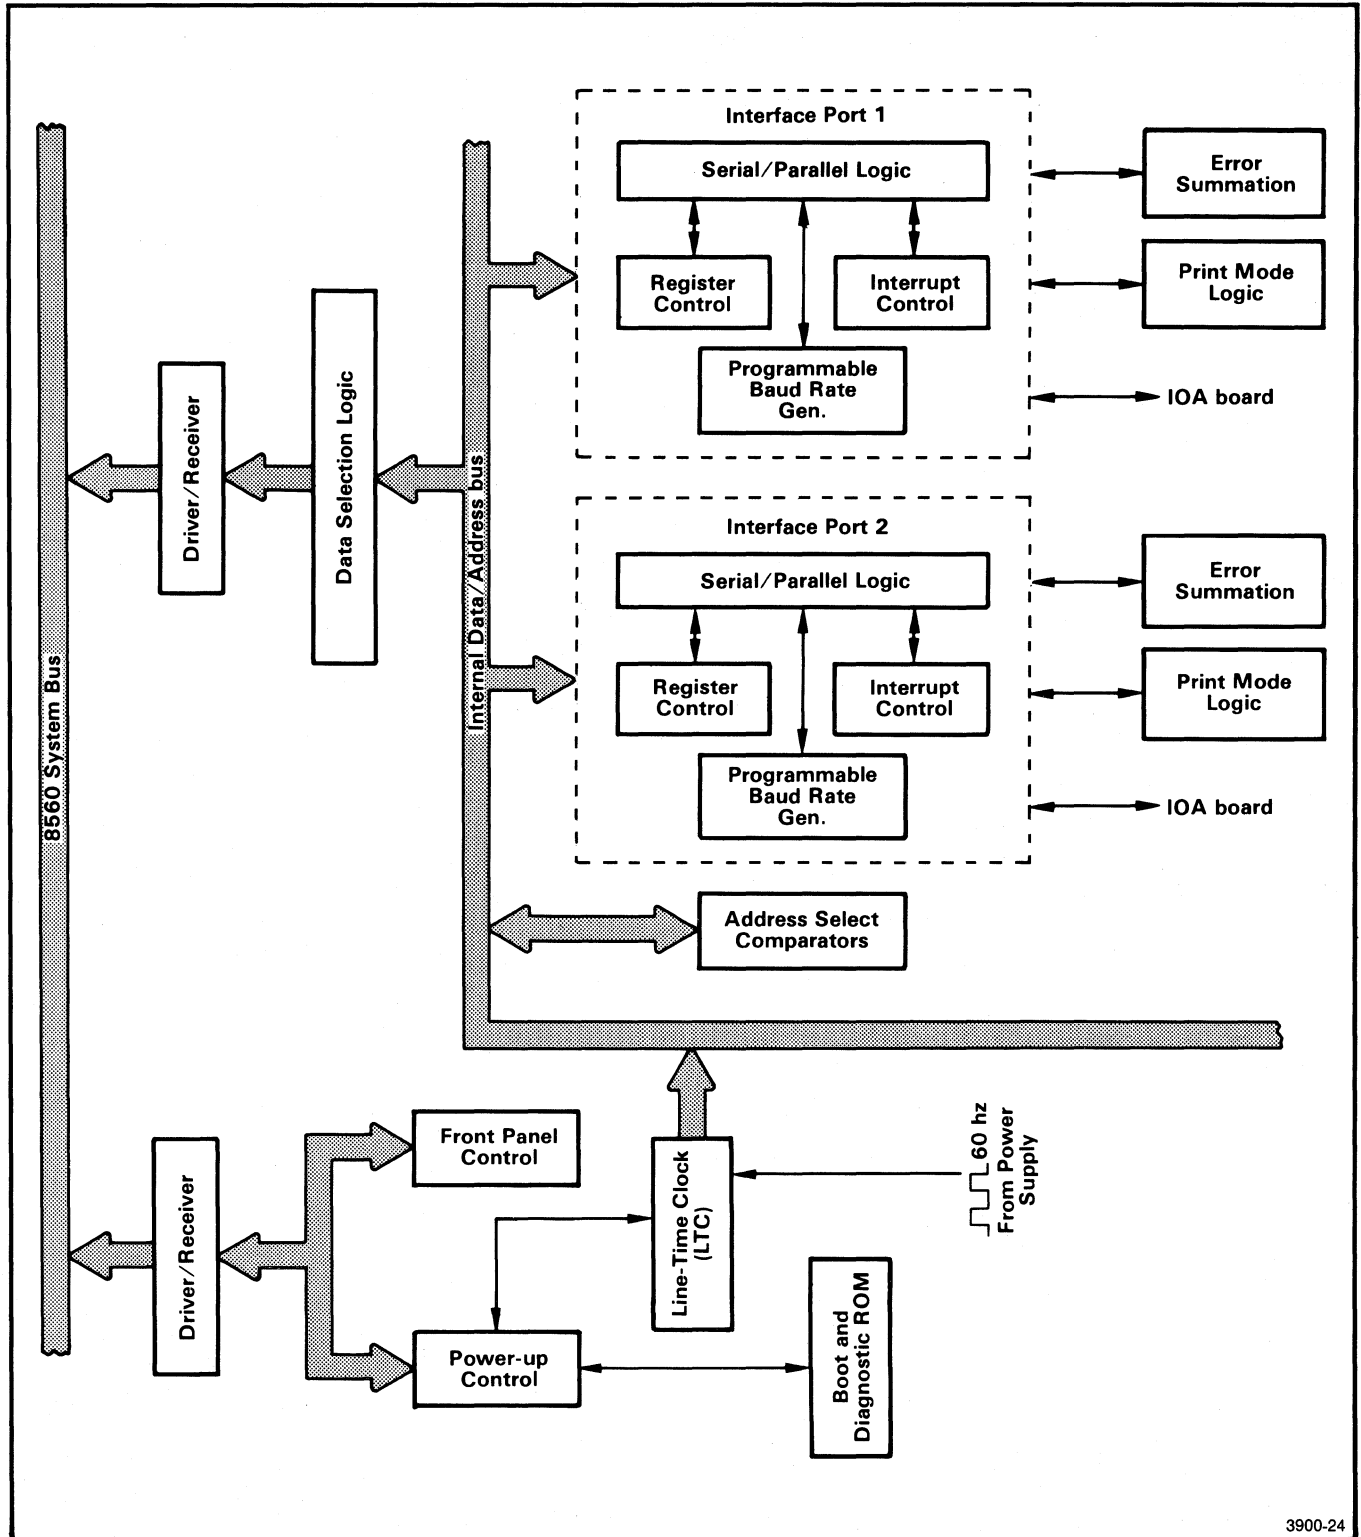 Interface Port 1
Serial/Parallel Logic
Register
Control
Interrupt
Control
Programmable
Baud Rate
Gen.
Error
Summation
Print Mode
Logic
IOA board
Driver/Receiver
Data Selection Logic
Internal Data/Address bus
8560 System Bus
Interface Port 2
Serial/Parallel Logic
Register
Control
Interrupt
Control
Programmable
Baud Rate
Gen.
Error
Summation
Print Mode
Logic
IOA board
Address Select
Comparators
Driver/Receiver
Front Panel
Control
Power-up
Control
Line-Time Clock
(LTC)
60 hz
From Power
Supply
Boot and
Diagnostic ROM
3900-24